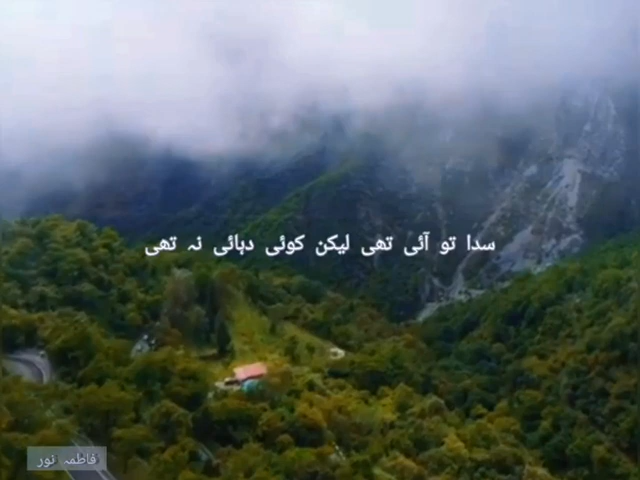 سدا تو آئی تھی لیکن کوئی دہائی نہ تھی
فاطمہ نور